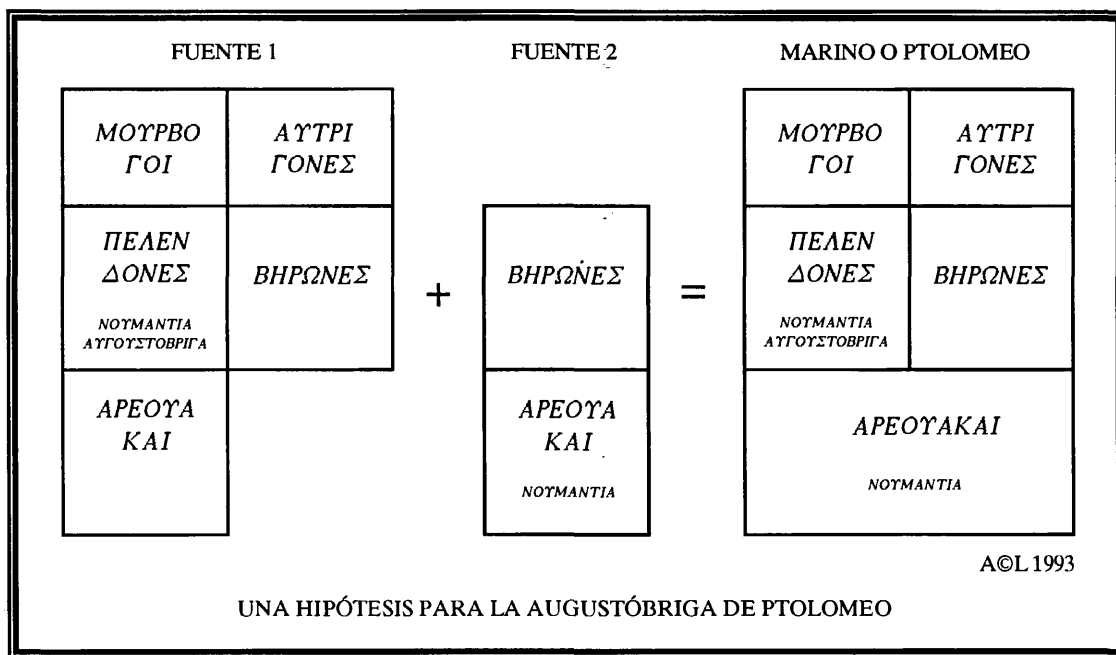 FUENTE 1
ΜΟΥΡΒΟ
ΓΟΙ
ΑΥΤΡΙ
ΓΟΝΕΣ
ΠΕΛΕΝ
ΔΟΝΕΣ
ΝΟΥΜΑΝΤΙΑ
ΑΥΓΟΥΣΤΟΒΡΙΓΑ
ΒΗΡΩΝΕΣ
ΑΡΕΟΥΑ
ΚΑΙ
+
FUENTE 2
ΒΗΡΩΝΕΣ
ΑΡΕΟΥΑ
ΚΑΙ
ΝΟΥΜΑΝΤΙΑ
=
MARINO O PTOLOMEO
ΜΟΥΡΒΟ
ΓΟΙ
ΑΥΤΡΙ
ΓΟΝΕΣ
ΠΕΛΕΝ
ΔΟΝΕΣ
ΝΟΥΜΑΝΤΙΑ
ΑΥΓΟΥΣΤΟΒΡΙΓΑ
ΒΗΡΩΝΕΣ
ΑΡΕΟΥΑΚΑΙ
ΝΟΥΜΑΝΤΙΑ
A©L 1993
UNA HIPÓTESIS PARA LA AUGUSTÓBRIGA DE PTOLOMEO